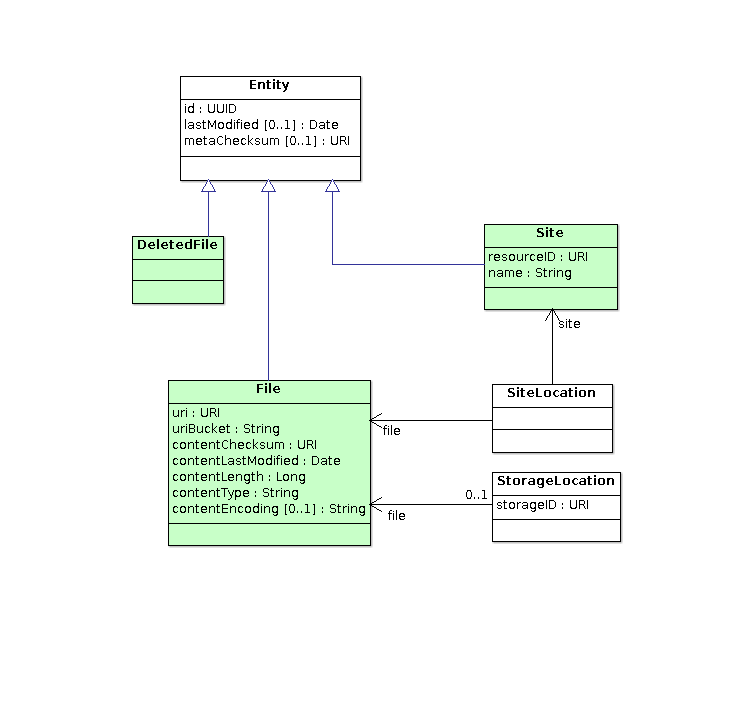 Entity
id : UUID
lastModified [0..1] : Date
metaChecksum [0..1] : URI
DeletedFile
Site
resourceID : URI
name : String
site
File
uri : URI
uriBucket : String
contentChecksum : URI
contentLastModified : Date
contentLength : Long
contentType : String
contentEncoding [0..1] : String
SiteLocation
file
StorageLocation
storageID : URI
0..1
file